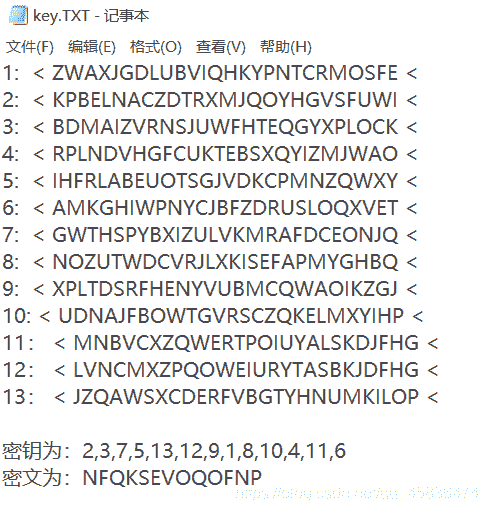 key.TXT - 记事本
文件(F) 编辑(E) 格式(O) 查看(V) 帮助(H)
1: < ZWAXJGDLUBVIQHKYPNTCRMOSFE <
2: < KPBELNACZDTRXMJQOYHGVSFUWI <
3: < BDMAIZVRNSJUWFHTEQGYXPLOCK <
4: < RPLNDVHGFCUKTEBSXQYIZMJWAO <
5: < IHFRLABEUOTSGJVDKCPMNZQWXY <
6: < AMKGHIWPNYCJBFZDRUSLOQXVET <
7: < GWTHSPYBXIZULVKMRAFDCEONJQ <
8: < NOZUTWDCVRJLXKISEFAPMYGHBQ <
9: < XPLTDSRFHENYVUBMCQWAOIKZGJ <
10: < UDNAJFBOWTGVRSCZQKELMXYIHP <
11： < MNBVCXZQWERTPOIUYALSKDJFHG <
12： < LVNCMXZPQOWEIURYTASBKJDFHG <
13： < JZQAWSXCDERFVBGTYHNUMKILOP <
密钥为：2,3,7,5,13,12,9,1,8,10,4,11,6
密文为：NFQKSEVOQOFNP